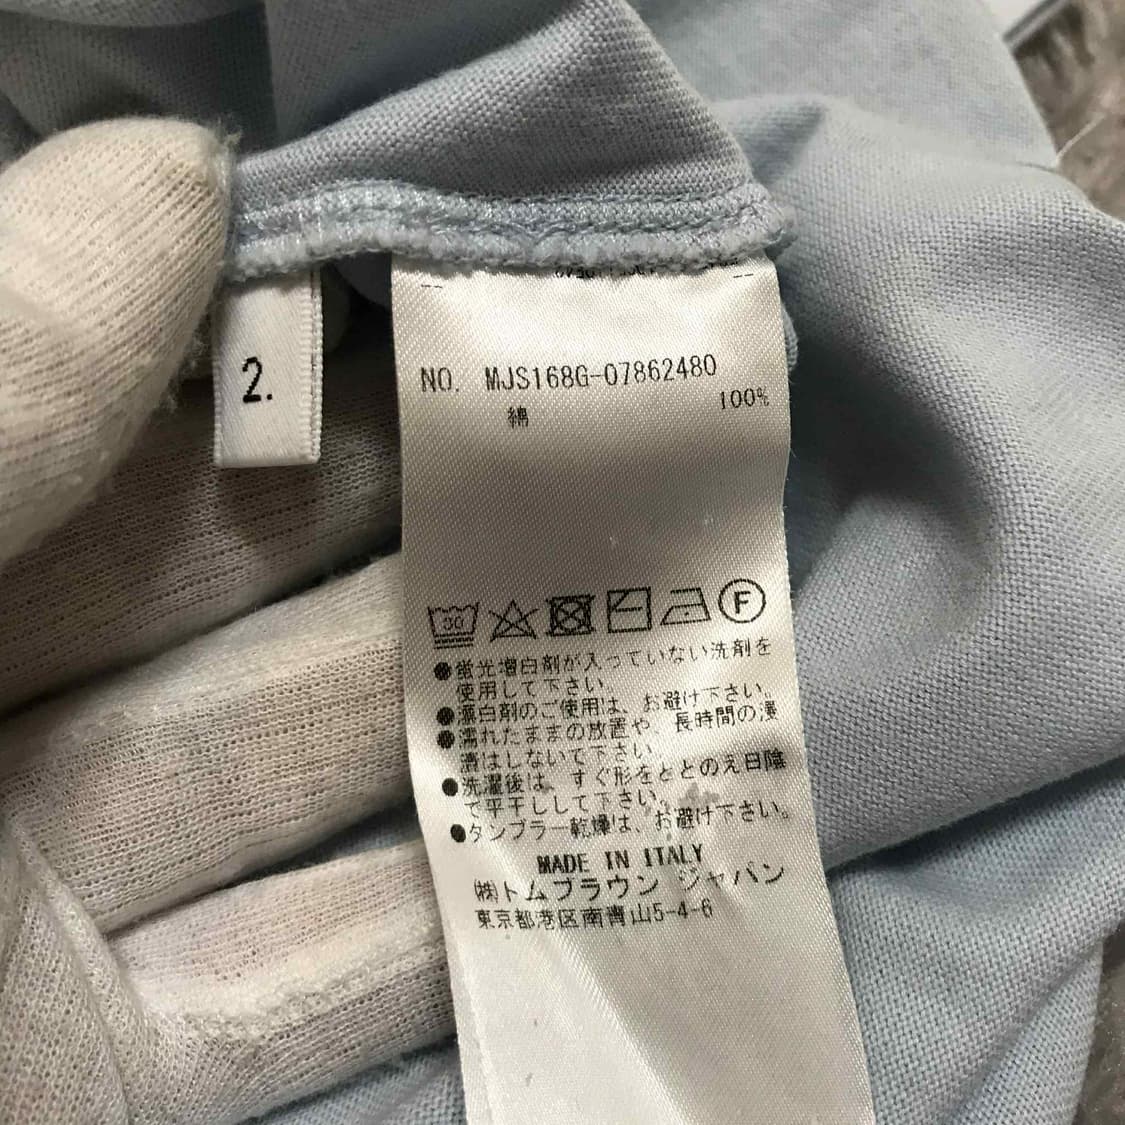 2.
NO. MJS168G-07862480
綿 100%
30
F
●蛍光増白剤が入っていない洗剤を
使用して下さい。
●漂白剤のご使用は、お避け下さい。
●濡れたままの放置や、長時間の浸
漬はしないで下さい。
●洗濯後は、すぐ形をととのえ日陰
で平干しして下さい。
●タンブラー乾燥は、お避け下さい。
MADE IN ITALY
㈱トムブラウン ジャパン
東京都港区南青山5-4-6